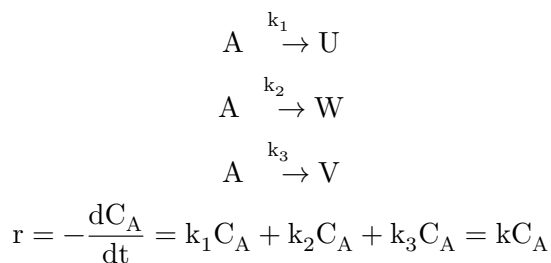 A k₁→ U
A k₂→ W
A k₃→ V
r = −dC_A/dt = k₁C_A + k₂C_A + k₃C_A = kC_A